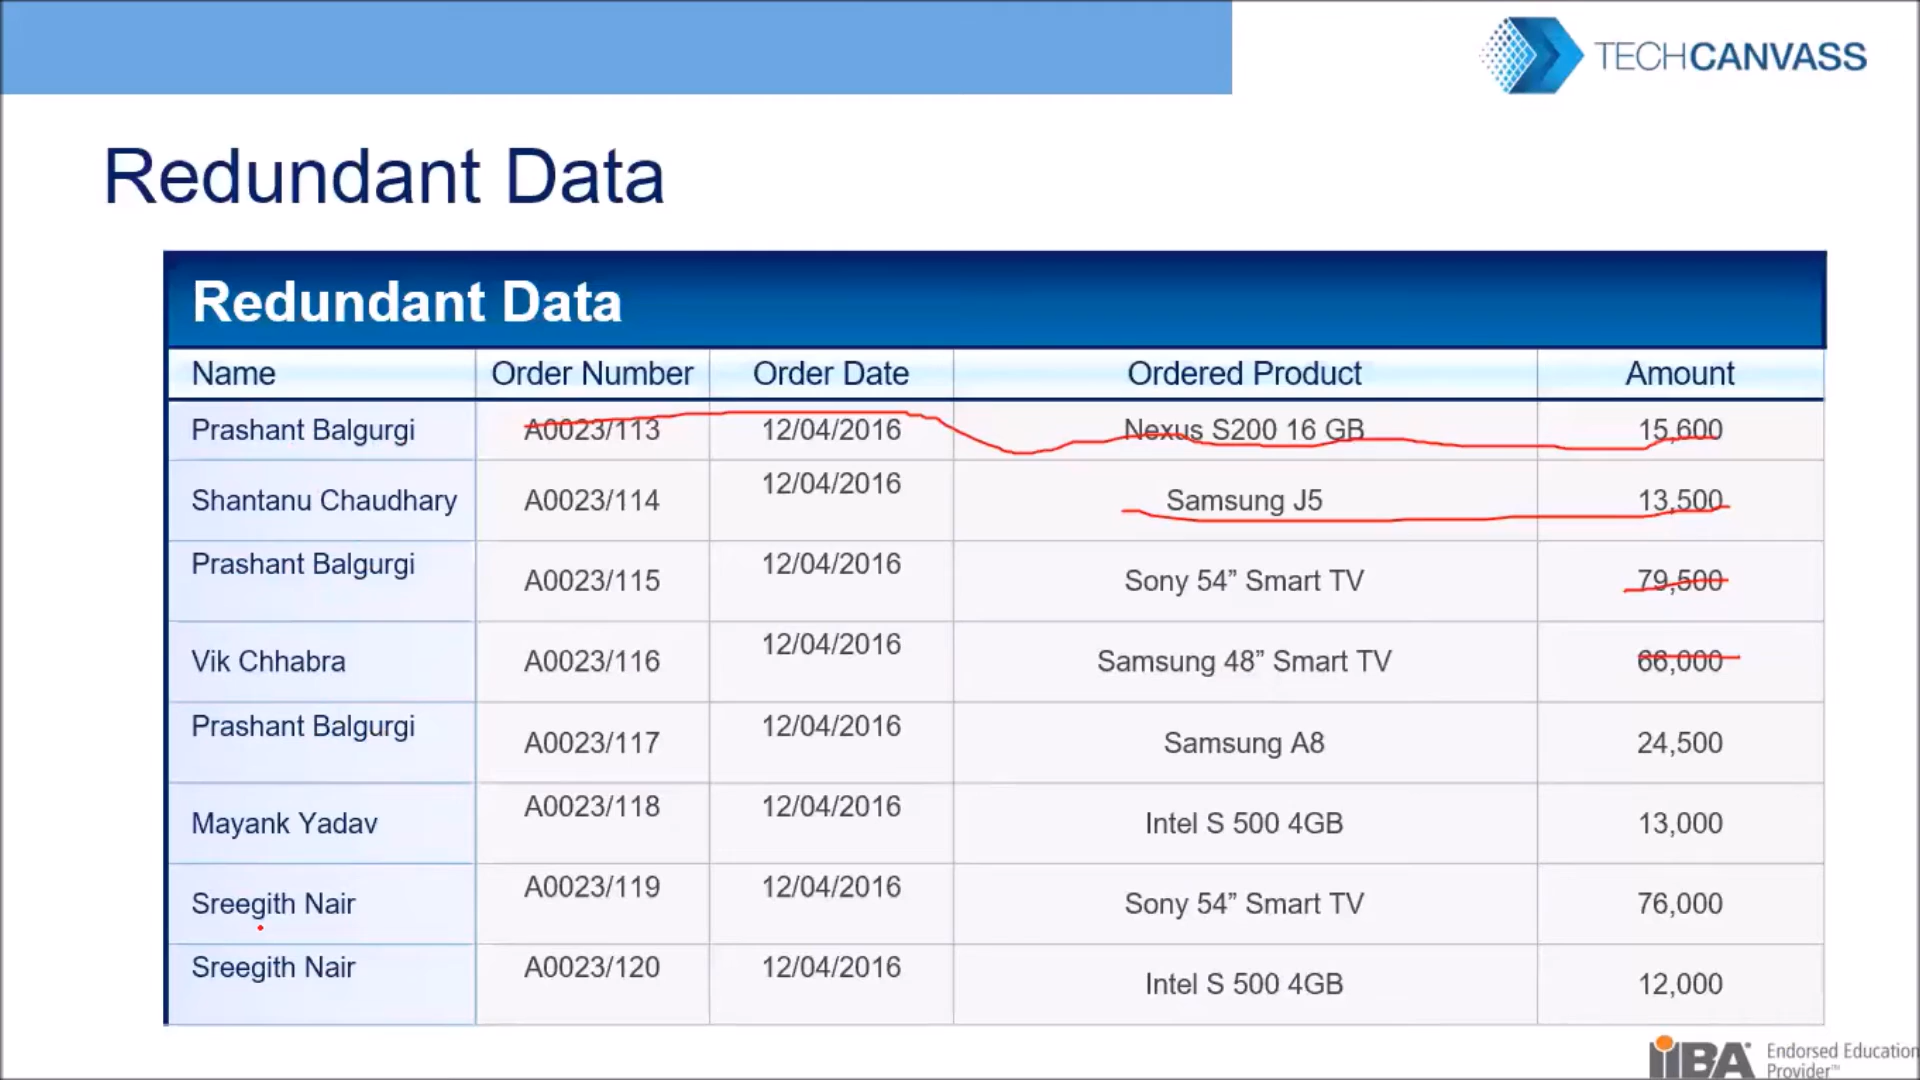 TECHCANVASS
Redundant Data
Redundant Data
Name Order Number Order Date Ordered Product Amount
Prashant Balgurgi A0023/113 12/04/2016 Nexus S200 16 GB 15,600
Shantanu Chaudhary A0023/114 12/04/2016 Samsung J5 13,500
Prashant Balgurgi A0023/115 12/04/2016 Sony 54” Smart TV 79,500
Vik Chhabra A0023/116 12/04/2016 Samsung 48” Smart TV 66,000
Prashant Balgurgi A0023/117 12/04/2016 Samsung A8 24,500
Mayank Yadav A0023/118 12/04/2016 Intel S 500 4GB 13,000
Sreegith Nair A0023/119 12/04/2016 Sony 54” Smart TV 76,000
Sreegith Nair A0023/120 12/04/2016 Intel S 500 4GB 12,000
IIBA Endorsed Education
Provider™